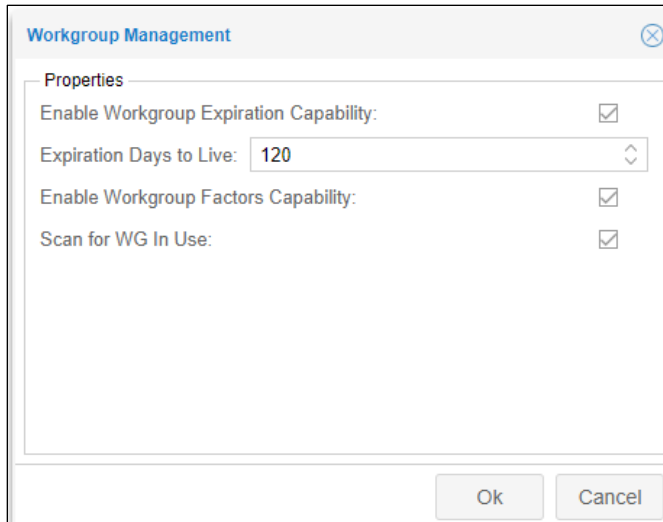 Workgroup Management
Properties
Enable Workgroup Expiration Capability:
Expiration Days to Live: 120
Enable Workgroup Factors Capability:
Scan for WG In Use:
Ok Cancel